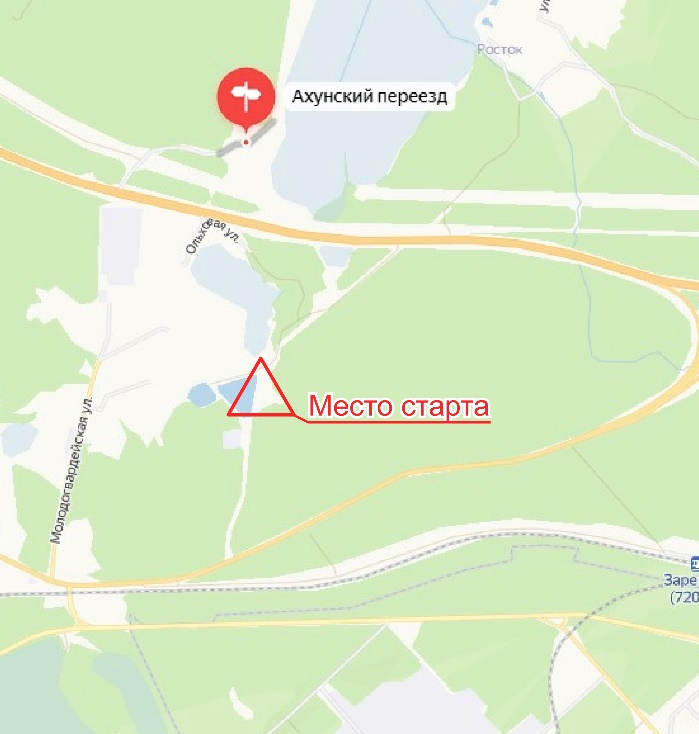 Росток
Ахунский переезд
Ольховая ул.
Место старта
Молодогвардейская ул.
Заре
(720